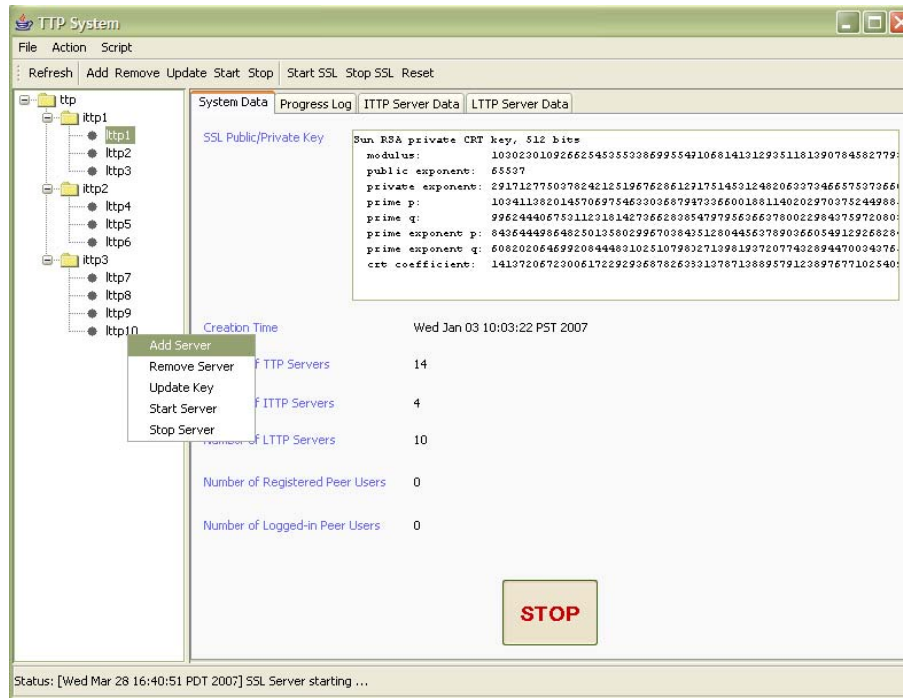 TTP System
File Action Script
Refresh Add Remove Update Start Stop Start SSL Stop SSL Reset
ttp
ittp1
lttp1
lttp2
lttp3
ittp2
lttp4
lttp5
lttp6
ittp3
lttp7
lttp8
lttp9
lttp10
Add Server
Remove Server
Update Key
Start Server
Stop Server
System Data Progress Log ITTP Server Data LTTP Server Data
SSL Public/Private Key
Sun RSA private CRT key, 512 bits
modulus:
public exponent: 65537
private exponent:
prime p:
prime q:
prime exponent p:
prime exponent q:
crt coefficient:
Creation Time Wed Jan 03 10:03:22 PST 2007
TTP Servers 14
ITTP Servers 4
of LTTP Servers 10
Number of Registered Peer Users 0
Number of Logged-in Peer Users 0
STOP
Status: [Wed Mar 28 16:40:51 PDT 2007] SSL Server starting ...